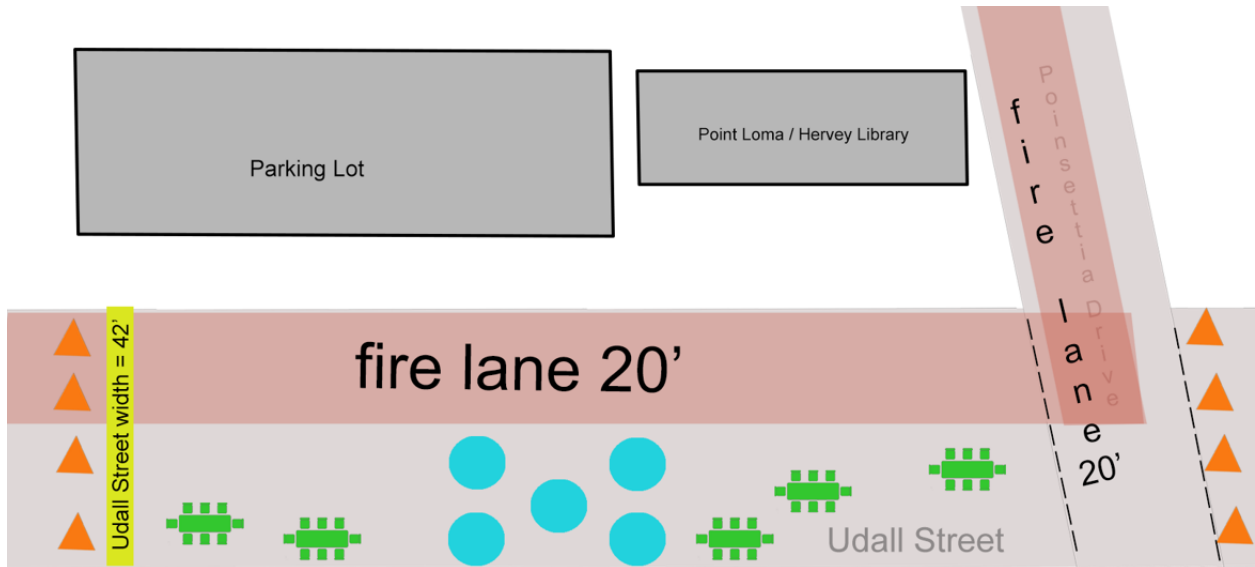 Parking Lot
Point Loma / Hervey Library
Poinsettia Drive
fire lane 20’
Udall Street width = 42’
fire lane 20’
Udall Street